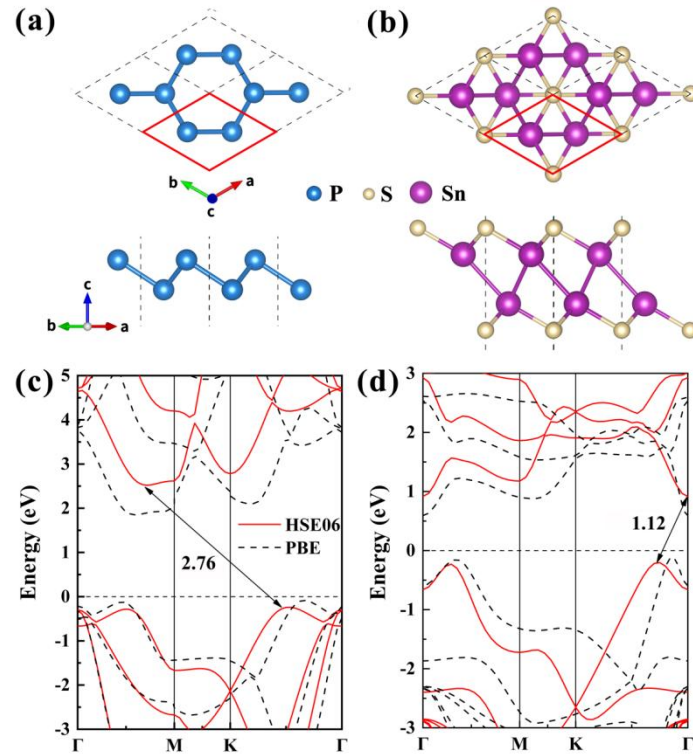 (a)
(b)
b a
c
P S Sn
c
b a
(c)
(d)
5
4
3
2
1
0
-1
-2
-3
Energy (eV)
2.76
HSE06
PBE
Γ M K Γ
3
2
1
0
-1
-2
-3
Energy (eV)
1.12
Γ M K Γ